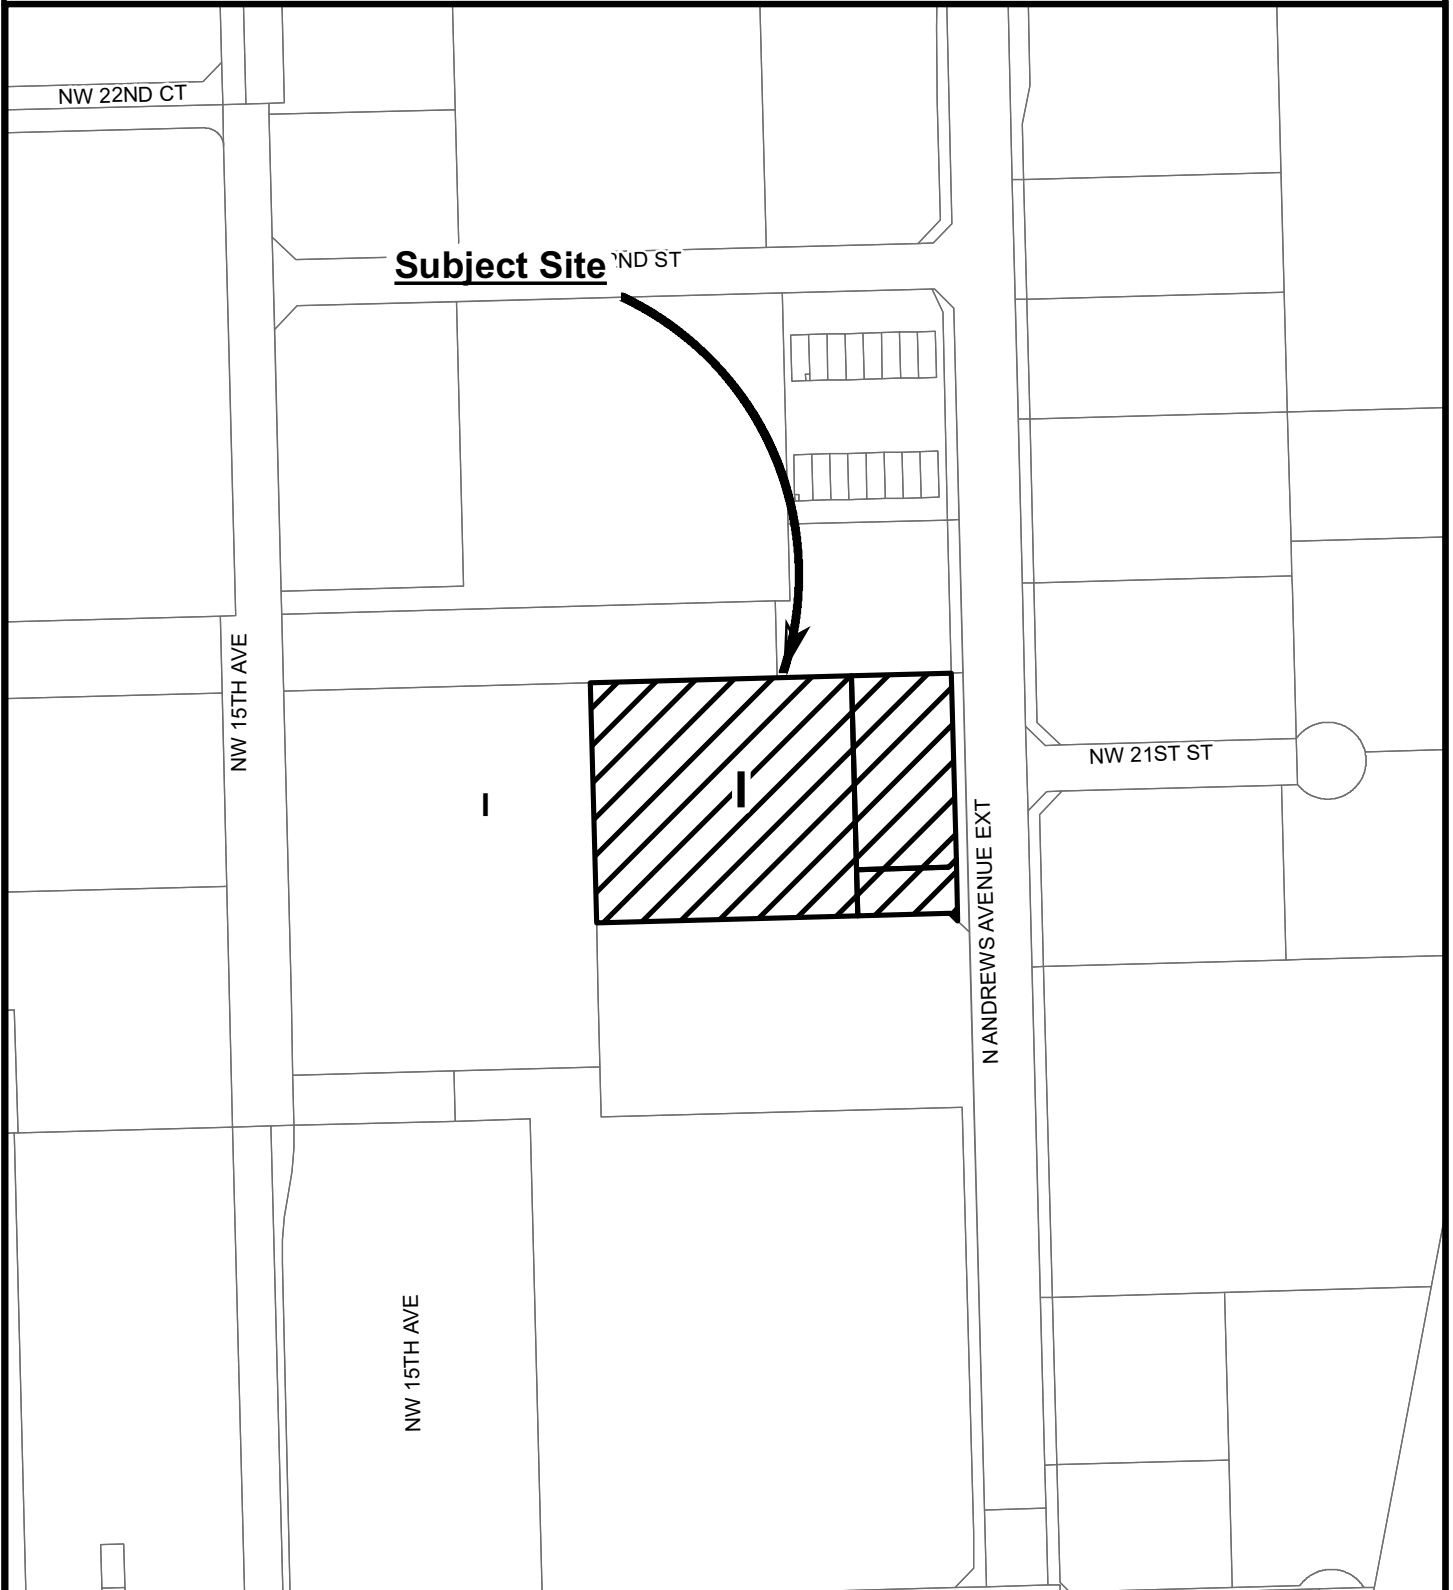 NW 22ND CT
Subject Site
ND ST
NW 15TH AVE
NW 21ST ST
I
I
N ANDREWS AVENUE EXT
NW 15TH AVE